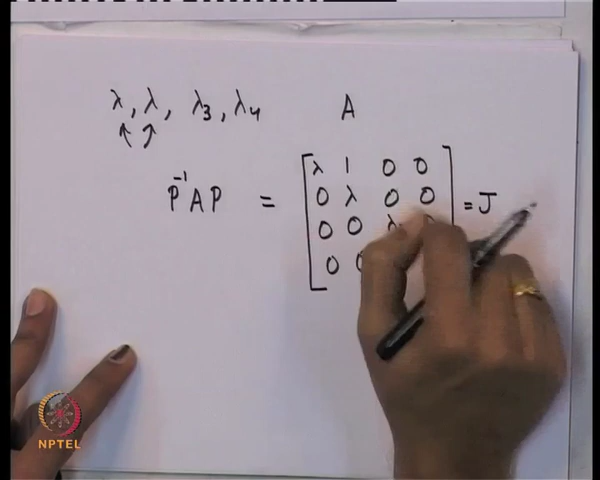 λ, λ, λ₃, λ₄ A
P⁻¹AP = [λ 1 0 0
0 λ 0 0 = J
0 0 λ
0 0
NPTEL